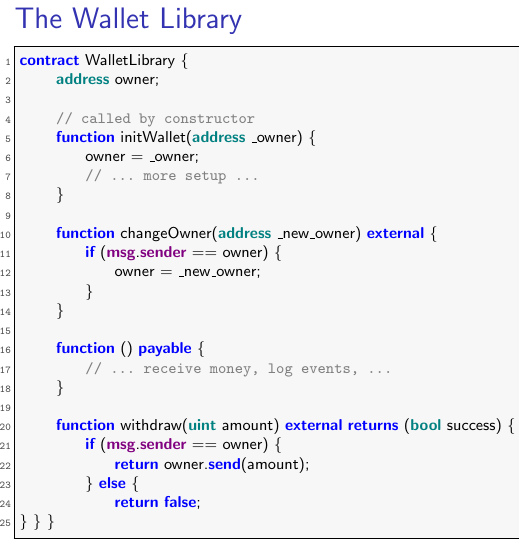 The Wallet Library
1 contract WalletLibrary {
2 address owner;
3
4 // called by constructor
5 function initWallet(address _owner) {
6 owner = _owner;
7 // ... more setup ...
8 }
9
10 function changeOwner(address _new_owner) external {
11 if (msg.sender == owner) {
12 owner = _new_owner;
13 }
14 }
15
16 function () payable {
17 // ... receive money, log events, ...
18 }
19
20 function withdraw(uint amount) external returns (bool success) {
21 if (msg.sender == owner) {
22 return owner.send(amount);
23 } else {
24 return false;
25 } } }